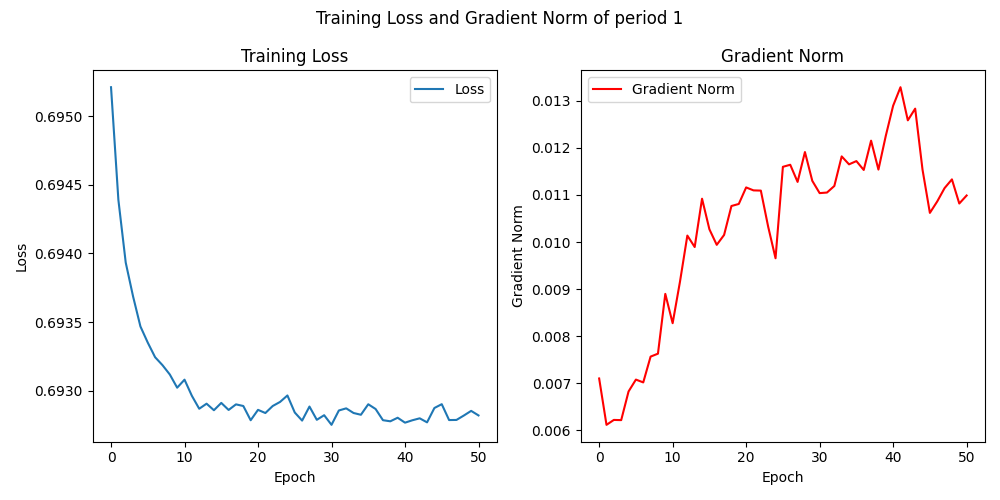 Training Loss and Gradient Norm of period 1
Training Loss
Loss
0.6950
0.6945
0.6940
0.6935
0.6930
Loss
0 10 20 30 40 50
Epoch
Gradient Norm
Gradient Norm
0.013
0.012
0.011
0.010
0.009
0.008
0.007
0.006
Gradient Norm
0 10 20 30 40 50
Epoch